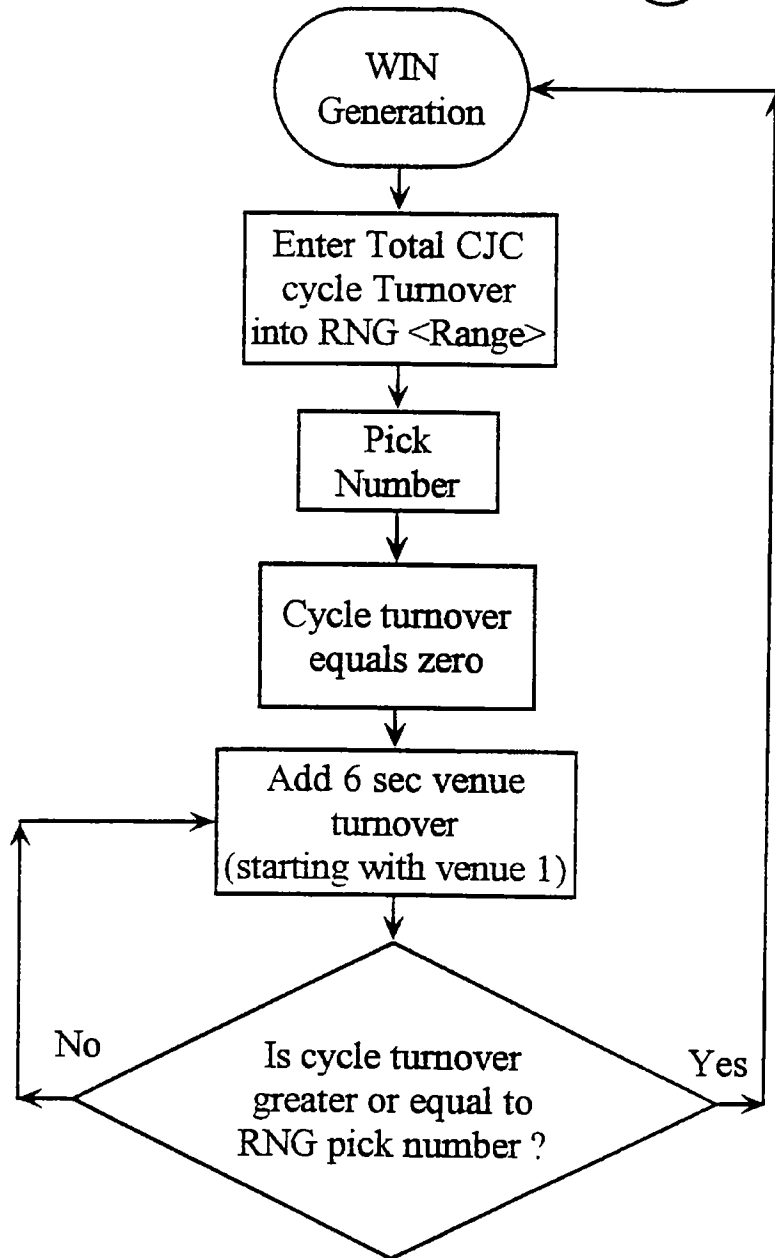 WIN
Generation
Enter Total CJC
cycle Turnover
into RNG <Range>
Pick
Number
Cycle turnover
equals zero
Add 6 sec venue
turnover
(starting with venue 1)
No
Is cycle turnover
greater or equal to
RNG pick number ?
Yes